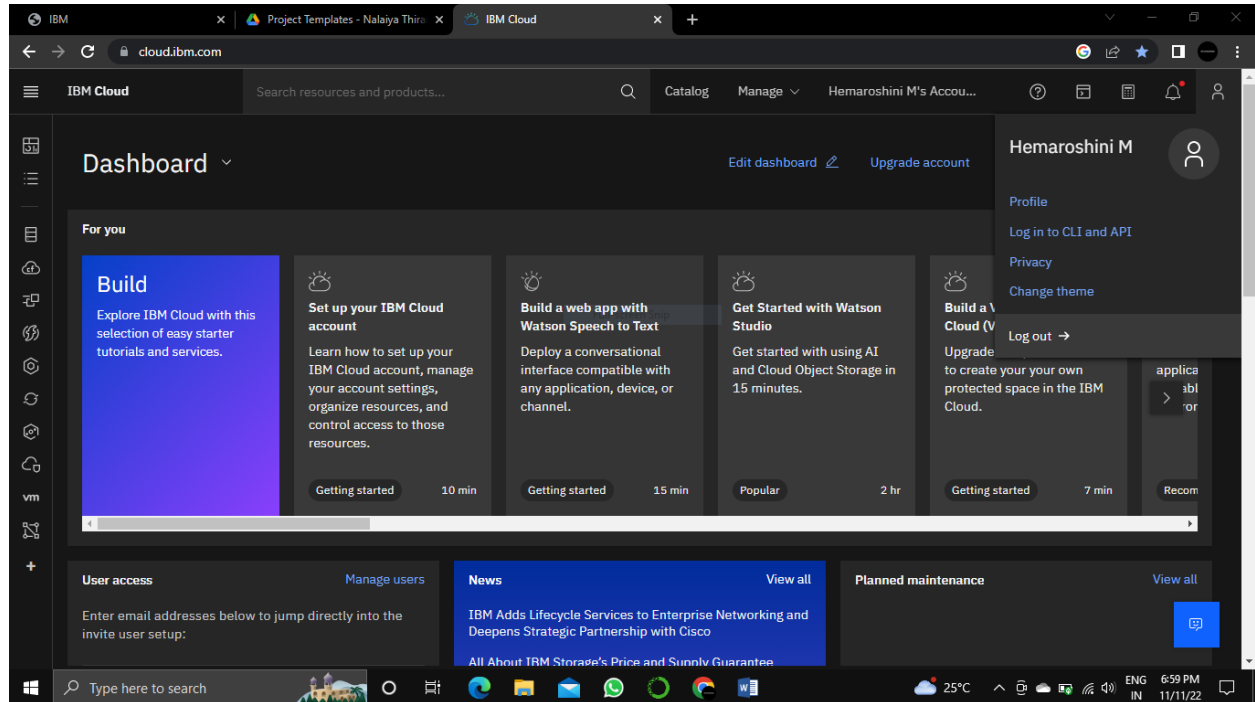 IBM
Project Templates - Nalaiya Thira
IBM Cloud
cloud.ibm.com
IBM Cloud
Search resources and products...
Catalog
Manage
Hemaroshini M's Accou...
Dashboard
Edit dashboard
Upgrade account
Hemaroshini M
Profile
Log in to CLI and API
Privacy
Change theme
Log out →
For you
Build
Explore IBM Cloud with this
selection of easy starter
tutorials and services.
Set up your IBM Cloud
account
Learn how to set up your
IBM Cloud account, manage
your account settings,
organize resources, and
control access to those
resources.
Getting started
10 min
Build a web app with
Watson Speech to Text
Deploy a conversational
interface compatible with
any application, device, or
channel.
Getting started
15 min
Get Started with Watson
Studio
Get started with using AI
and Cloud Object Storage in
15 minutes.
Popular
2 hr
Build a V
Cloud (V
Upgrade
to create your your own
protected space in the IBM
Cloud.
Getting started
7 min
applica
abl
ror
Recom
vm
User access
Manage users
Enter email addresses below to jump directly into the
invite user setup:
News
View all
IBM Adds Lifecycle Services to Enterprise Networking and
Deepens Strategic Partnership with Cisco
All About IBM Storage's Price and Supply Guarantee
Planned maintenance
View all
Type here to search
25°C
ENG
IN
6:59 PM
11/11/22